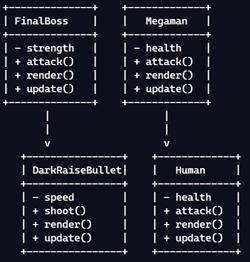 FinalBoss
- strength
+ attack()
+ render()
+ update()
Megaman
- health
+ attack()
+ render()
+ update()
v
v
DarkRaiseBullet
- speed
+ shoot()
+ render()
+ update()
Human
- health
+ attack()
+ render()
+ update()